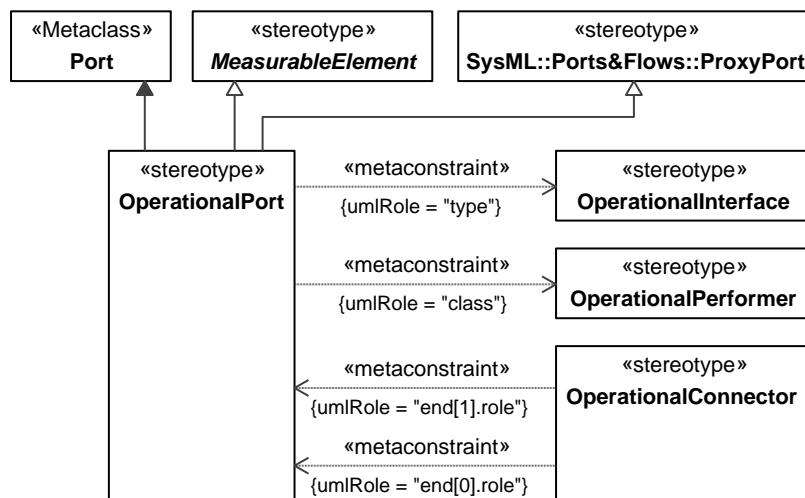 «Metaclass»
Port
«stereotype»
MeasurableElement
«stereotype»
SysML::Ports&Flows::ProxyPort
«stereotype»
OperationalPort
«metaconstraint»
{umlRole = "type"}
«stereotype»
OperationalInterface
«metaconstraint»
{umlRole = "class"}
«stereotype»
OperationalPerformer
«metaconstraint»
{umlRole = "end[1].role"}
«stereotype»
OperationalConnector
«metaconstraint»
{umlRole = "end[0].role"}